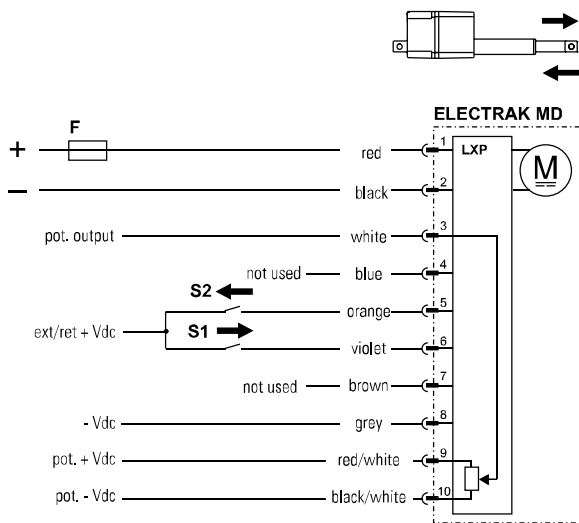 ELECTRAK MD
F
+ red 1 LXP
M
− black 2
pot. output white 3
not used blue 4
S2 orange 5
ext/ret + Vdc S1
violet 6
not used brown 7
- Vdc grey 8
pot. + Vdc red/white 9
pot. - Vdc black/white 10